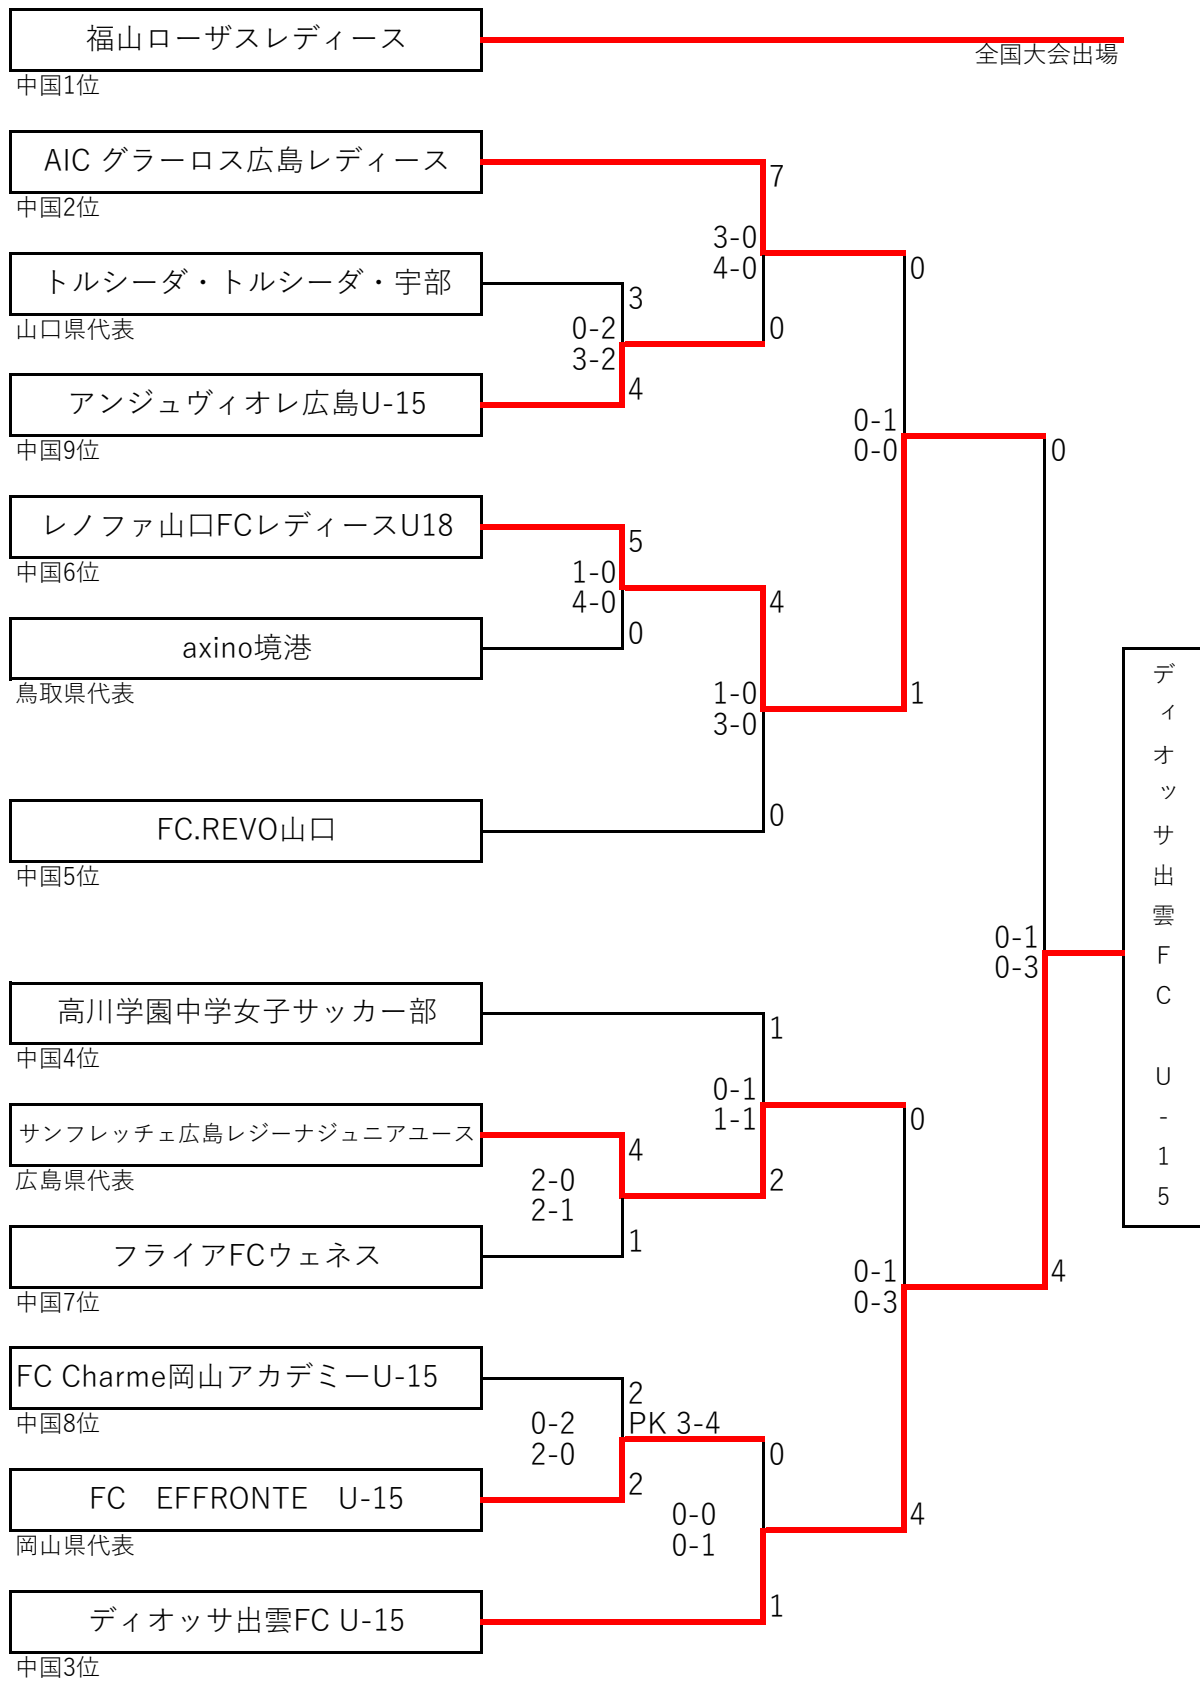 福山ローザスレディース
全国大会出場
中国1位
AIC グラーロス広島レディース
7
中国2位
3-0
4-0
0
トルシーダ・トルシーダ・宇部
3
山口県代表
0-2
3-2
0
4
アンジュヴィオレ広島U-15
中国9位
0-1
0-0
0
レノファ山口FCレディースU18
5
中国6位
1-0
4-0
4
0
axino境港
鳥取県代表
1-0
3-0
1
FC.REVO山口
0
中国5位
ディオッサ出雲FC U-15
0-1
0-3
高川学園中学女子サッカー部
1
中国4位
0-1
1-1
0
サンフレッチェ広島レジーナジュニアユース
4
広島県代表
2-0
2-1
2
フライアFCウェネス
1
中国7位
0-1
0-3
4
FC Charme岡山アカデミーU-15
2
PK 3-4
中国8位
0-2
2-0
0
FC　EFFRONTE　U-15
2
岡山県代表
0-0
0-1
4
ディオッサ出雲FC U-15
1
中国3位